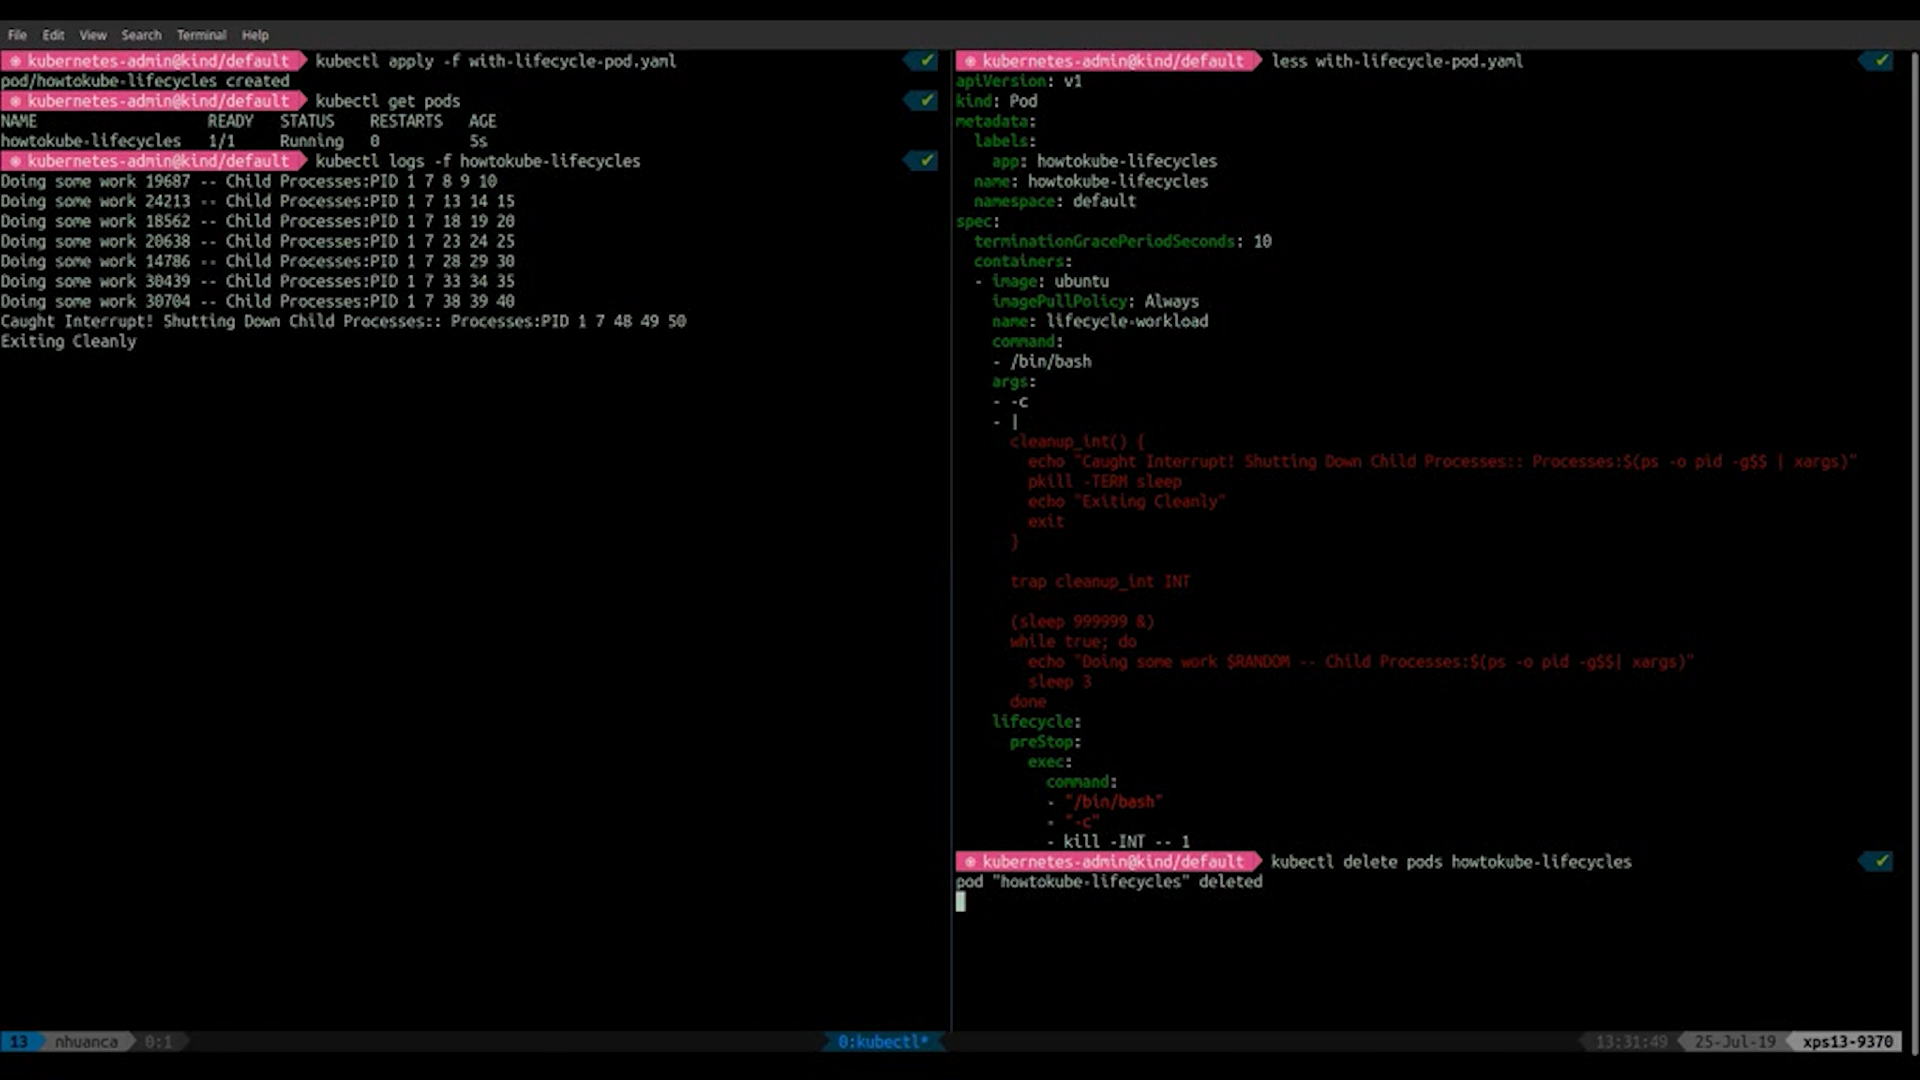 File Edit View Search Terminal Help
kubernetes-admin@kind/default kubectl apply -f with-lifecycle-pod.yaml
pod/howtokube-lifecycles created
kubernetes-admin@kind/default kubectl get pods
NAME READY STATUS RESTARTS AGE
howtokube-lifecycles 1/1 Running 0 5s
kubernetes-admin@kind/default kubectl logs -f howtokube-lifecycles
Doing some work 19687 -- Child Processes:PID 1 7 8 9 10
Doing some work 24213 -- Child Processes:PID 1 7 13 14 15
Doing some work 18562 -- Child Processes:PID 1 7 18 19 20
Doing some work 20638 -- Child Processes:PID 1 7 23 24 25
Doing some work 14786 -- Child Processes:PID 1 7 28 29 30
Doing some work 30439 -- Child Processes:PID 1 7 33 34 35
Doing some work 30704 -- Child Processes:PID 1 7 38 39 40
Caught Interrupt! Shutting Down Child Processes:: Processes:PID 1 7 48 49 50
Exiting Cleanly
kubernetes-admin@kind/default less with-lifecycle-pod.yaml
apiVersion: v1
kind: Pod
metadata:
labels:
app: howtokube-lifecycles
name: howtokube-lifecycles
namespace: default
spec:
terminationGracePeriodSeconds: 10
containers:
- image: ubuntu
imagePullPolicy: Always
name: lifecycle-workload
command:
- /bin/bash
args:
- -c
- |
cleanup_int() {
echo "Caught Interrupt! Shutting Down Child Processes:: Processes:$(ps -o pid -g$$ | xargs)"
pkill -TERM sleep
echo "Exiting Cleanly"
exit
}
trap cleanup_int INT
(sleep 999999 &)
while true; do
echo "Doing some work $RANDOM -- Child Processes:$(ps -o pid -g$$| xargs)"
sleep 3
done
lifecycle:
preStop:
exec:
command:
- "/bin/bash"
- "-c"
- kill -INT -- 1
kubernetes-admin@kind/default kubectl delete pods howtokube-lifecycles
pod "howtokube-lifecycles" deleted
13 nhuanca 0:1 0:kubectl* 13:31:49 25-Jul-19 xps13-9370